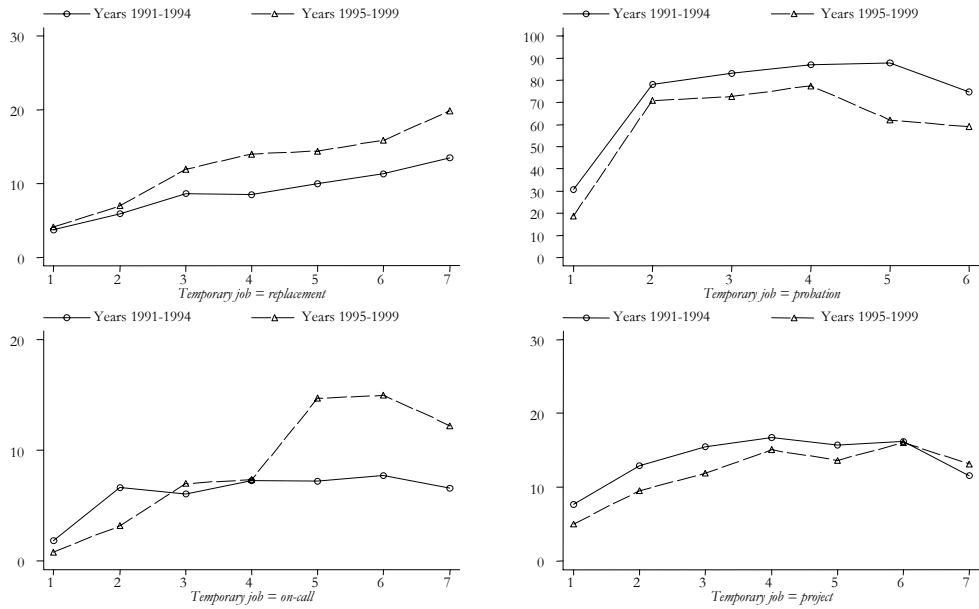 Years 1991-1994 Years 1995-1999
30
20
10
0
1 2 3 4 5 6 7
Temporary job = replacement
Years 1991-1994 Years 1995-1999
100
90
80
70
60
50
40
30
20
10
0
1 2 3 4 5 6
Temporary job = probation
Years 1991-1994 Years 1995-1999
20
10
0
1 2 3 4 5 6 7
Temporary job = on-call
Years 1991-1994 Years 1995-1999
30
20
10
0
1 2 3 4 5 6 7
Temporary job = project